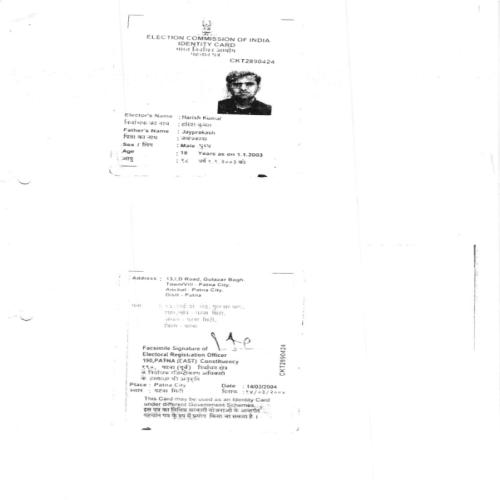 ELECTION COMMISSION OF INDIA
IDENTITY CARD
भारत निर्वाचन आयोग
पहचान पत्र
CKT2890424
Elector's Name : Harish Kumar
निर्वाचक का नाम : हरिश कुमार
Father's Name : Jayprakash
पिता का नाम : जयप्रकाश
Sex / लिंग : Male पुरुष
Age : 18 Years as on 1.1.2003
आयु : १८ वर्ष १.१.२००३ को
Address : 13,I,D Road, Gulazar Bagh
Town/Vill - Patna City,
Anchal - Patna City,
Distt - Patna
पटना सिटी,
पटना सिटी,
जिला - पटना
Facsimile Signature of
Electoral Registration Officer
190,PATNA (EAST) Constituency
१९०, पटना (पूर्व) निर्वाचन क्षेत्र
के निर्वाचक रजिस्ट्रीकरण अधिकारी
के हस्ताक्षर की अनुकृति
Place : Patna City Date : 14/03/2004
स्थान : पटना सिटी दिनांक : १४/०३/२००४
This Card may be used as an Identity Card
under different Government Schemes.
इस पत्र का विभिन्न सरकारी योजनाओं के अन्तर्गत
पहचान पत्र के रूप में प्रयोग किया जा सकता है ।
CKT2890424